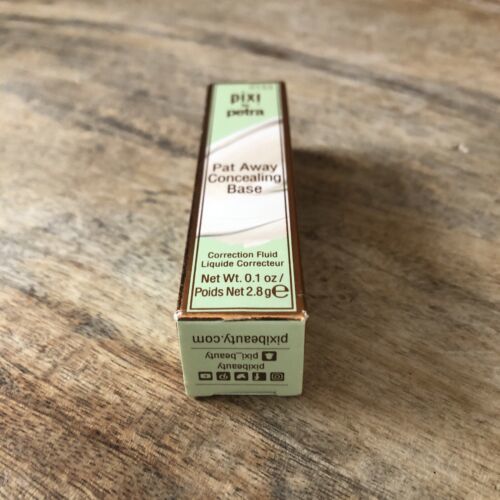 pixi
by
petra
Pat Away
Concealing
Base
Correction Fluid
Liquide Correcteur
Net Wt. 0.1 oz/
Poids Net 2.8 g℮
pixibeauty.com
pixi_beauty
pixibeauty